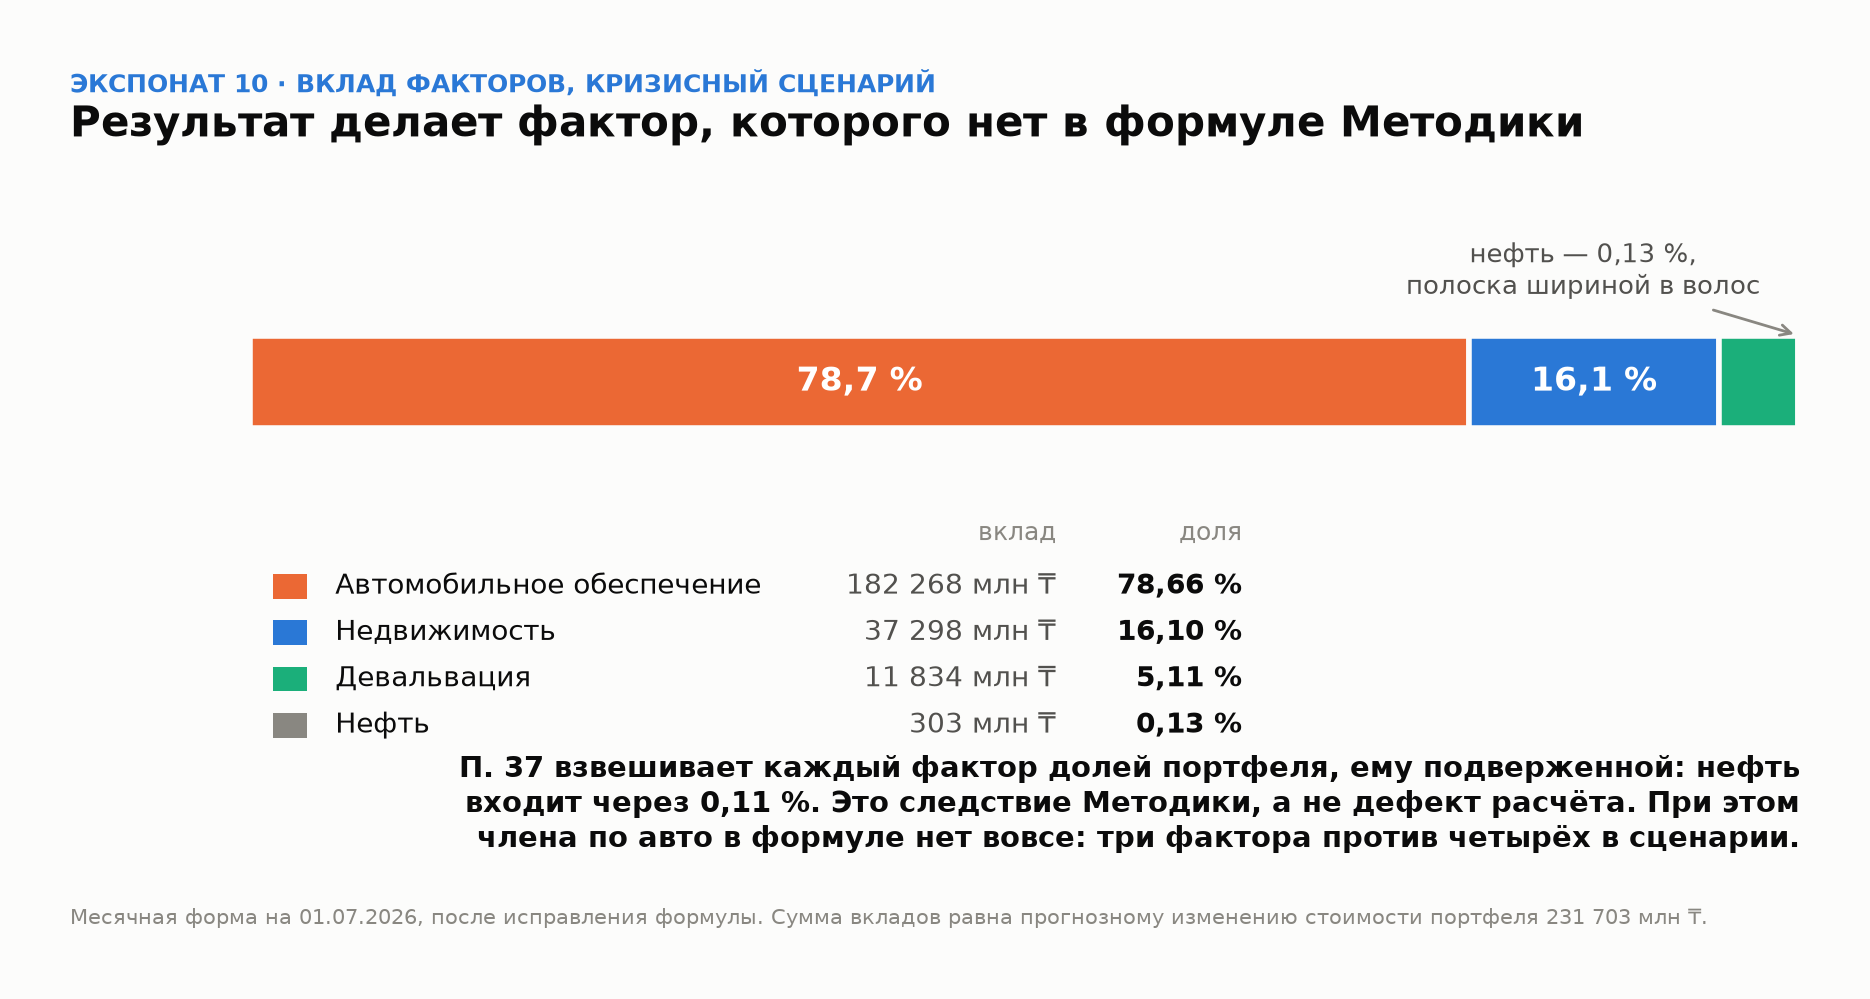 ЭКСПОНАТ 10 · ВКЛАД ФАКТОРОВ, КРИЗИСНЫЙ СЦЕНАРИЙ
Результат делает фактор, которого нет в формуле Методики
нефть — 0,13 %,
полоска шириной в волос
78,7 % 16,1 %
вклад доля
Автомобильное обеспечение 182 268 млн ₸ 78,66 %
Недвижимость 37 298 млн ₸ 16,10 %
Девальвация 11 834 млн ₸ 5,11 %
Нефть 303 млн ₸ 0,13 %
П. 37 взвешивает каждый фактор долей портфеля, ему подверженной: нефть
входит через 0,11 %. Это следствие Методики, а не дефект расчёта. При этом
члена по авто в формуле нет вовсе: три фактора против четырёх в сценарии.
Месячная форма на 01.07.2026, после исправления формулы. Сумма вкладов равна прогнозному изменению стоимости портфеля 231 703 млн ₸.